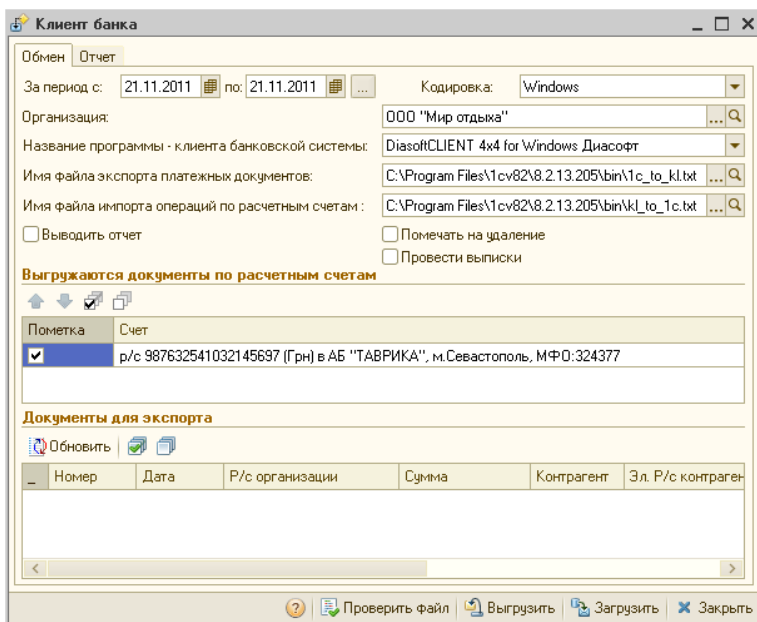 Клиент банка
Обмен Отчет
За период с: 21.11.2011 по: 21.11.2011 ... Кодировка: Windows
Организация: ООО "Мир отдыха" ...
Название программы - клиента банковской системы: DiasoftCLIENT 4x4 for Windows Диасофт
Имя файла экспорта платежных документов: C:\Program Files\1cv82\8.2.13.205\bin\1c_to_kl.txt ...
Имя файла импорта операций по расчетным счетам : C:\Program Files\1cv82\8.2.13.205\bin\kl_to_1c.txt ...
Выводить отчет Помечать на удаление
Провести выписки
Выгружаются документы по расчетным счетам
Пометка Счет
р/с 987632541032145697 (Грн) в АБ "ТАВРИКА", м.Севастополь, МФО:324377
Документы для экспорта
Обновить
_ Номер Дата Р/с организации Сумма Контрагент Эл. Р/с контраген
? Проверить файл Выгрузить Загрузить Закрыть